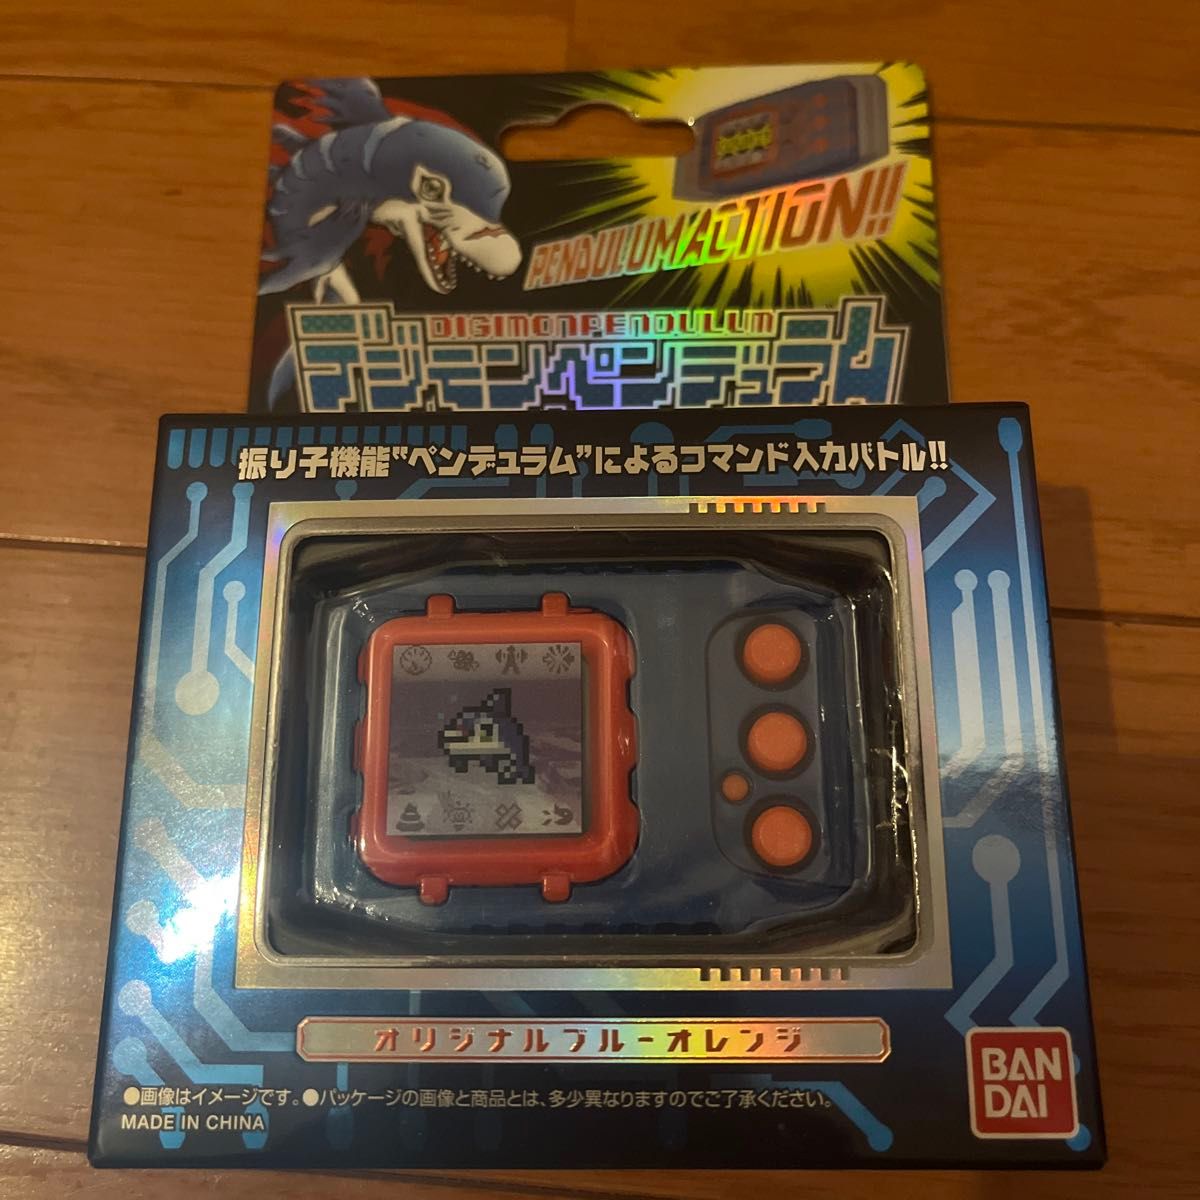 PENDULUM ACTION!!
DIGIMONPENDULUM
デジモンペンデュラム
振り子機能“ペンデュラム”によるコマンド入力バトル!!
オリジナルブルーオレンジ
BAN
DAI
●画像はイメージです。●パッケージの画像と商品とは、多少異なりますのでご了承ください。
MADE IN CHINA